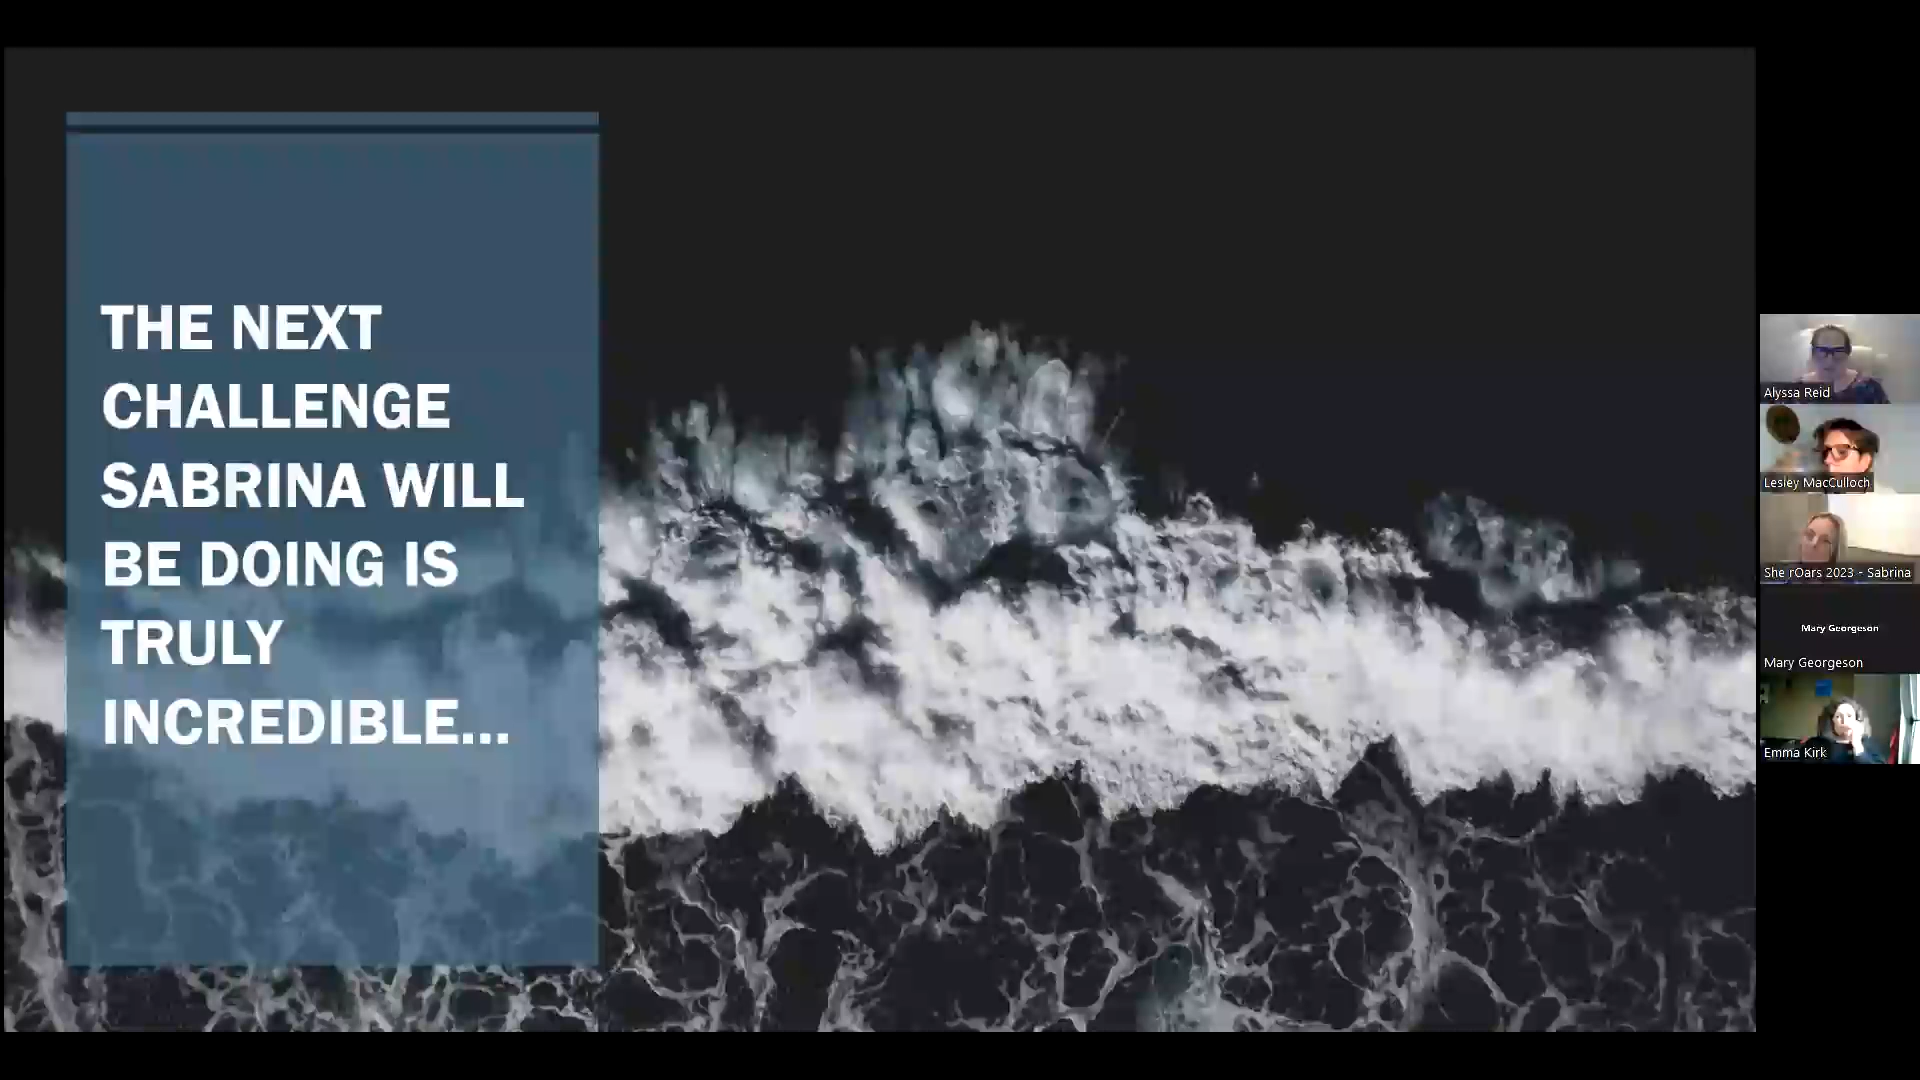 THE NEXT
CHALLENGE
SABRINA WILL
BE DOING IS
TRULY
INCREDIBLE...
Alyssa Reid
Lesley MacCulloch
She rOars 2023 - Sabrina
Mary Georgeson
Mary Georgeson
Emma Kirk